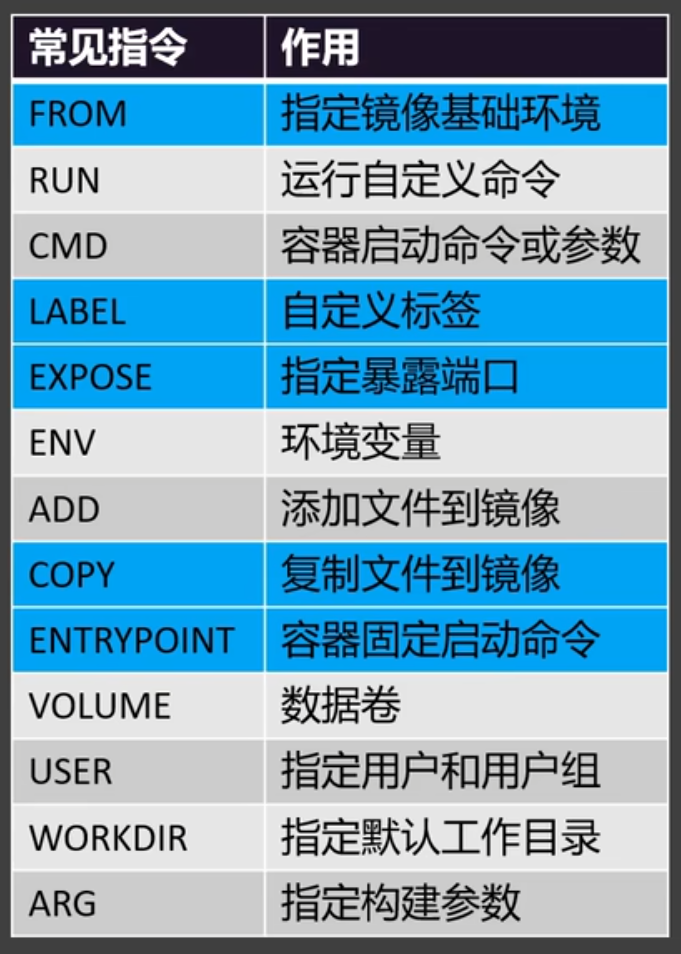 常见指令 作用
FROM 指定镜像基础环境
RUN 运行自定义命令
CMD 容器启动命令或参数
LABEL 自定义标签
EXPOSE 指定暴露端口
ENV 环境变量
ADD 添加文件到镜像
COPY 复制文件到镜像
ENTRYPOINT 容器固定启动命令
VOLUME 数据卷
USER 指定用户和用户组
WORKDIR 指定默认工作目录
ARG 指定构建参数